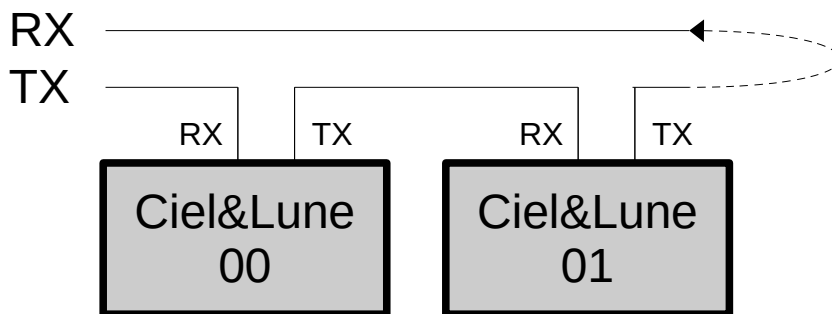 RX
TX
RX TX RX TX
Ciel&Lune Ciel&Lune
00 01